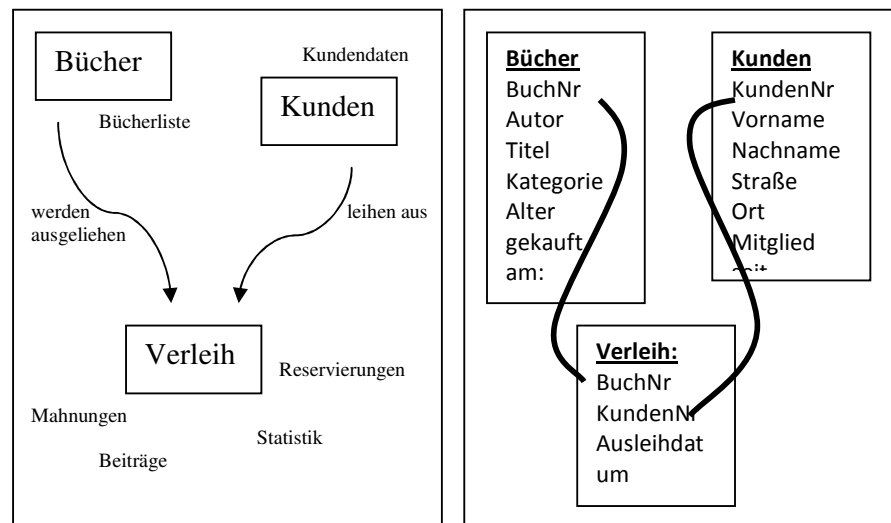 Bücher
Kundendaten
Kunden
Bücherliste
werden
ausgeliehen
leihen aus
Verleih
Reservierungen
Mahnungen
Statistik
Beiträge
Bücher
BuchNr
Autor
Titel
Kategorie
Alter
gekauft
am:
Kunden
KundenNr
Vorname
Nachname
Straße
Ort
Mitglied
seit
Verleih:
BuchNr
KundenNr
Ausleihdat
um